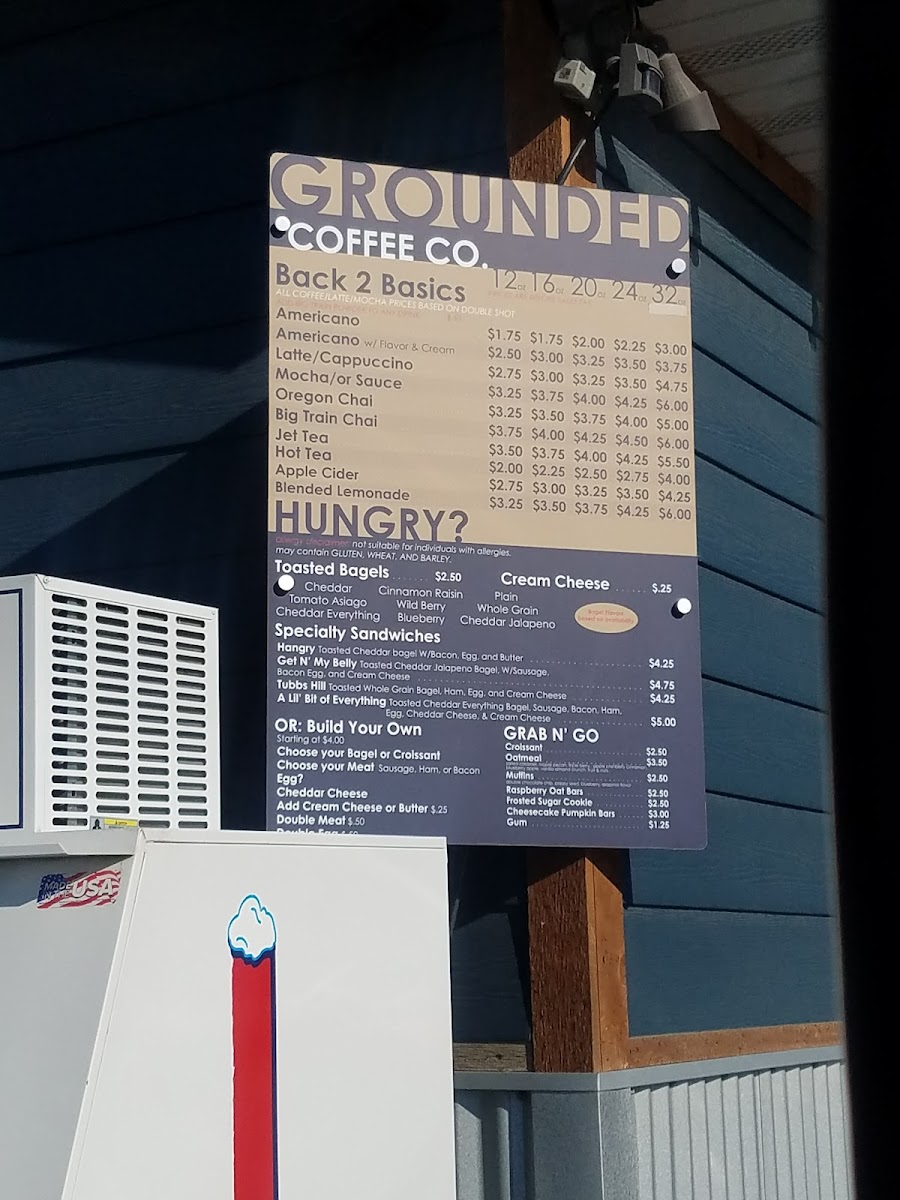 GROUNDED
COFFEE CO.
Back 2 Basics 12oz 16oz 20oz 24oz 32oz
ALL COFFEE/LATTE/MOCHA PRICES BASED ON DOUBLE SHOT
Americano $1.75 $1.75 $2.00 $2.25 $3.00
Americano w/ Flavor & Cream $2.50 $3.00 $3.25 $3.50 $3.75
Latte/Cappuccino $2.75 $3.00 $3.25 $3.50 $4.75
Mocha/or Sauce $3.25 $3.75 $4.00 $4.25 $6.00
Oregon Chai $3.25 $3.50 $3.75 $4.00 $5.00
Big Train Chai $3.75 $4.00 $4.25 $4.50 $6.00
Jet Tea $3.50 $3.75 $4.00 $4.25 $5.50
Hot Tea $2.00 $2.25 $2.50 $2.75 $4.00
Apple Cider $2.75 $3.00 $3.25 $3.50 $4.25
Blended Lemonade $3.25 $3.50 $3.75 $4.25 $6.00
HUNGRY?
allergy disclaimer: not suitable for individuals with allergies.
may contain GLUTEN, WHEAT, AND BARLEY.
Toasted Bagels ...... $2.50 Cream Cheese ...... $.25
Cheddar Cinnamon Raisin Plain
Tomato Asiago Wild Berry Whole Grain
Cheddar Everything Blueberry Cheddar Jalapeno
Bagel Flavors
based on availability
Specialty Sandwiches
Hangry Toasted Cheddar bagel W/Bacon, Egg, and Butter $4.25
Get N' My Belly Toasted Cheddar Jalapeno Bagel, W/Sausage,
Bacon Egg, and Cream Cheese $4.75
Tubbs Hill Toasted Whole Grain Bagel, Ham, Egg, and Cream Cheese $4.25
A Lil' Bit of Everything Toasted Cheddar Everything Bagel, Sausage, Bacon, Ham,
Egg, Cheddar Cheese, & Cream Cheese $5.00
OR: Build Your Own
Starting at $4.00
Choose your Bagel or Croissant
Choose your Meat Sausage, Ham, or Bacon
Egg?
Cheddar Cheese
Add Cream Cheese or Butter $.25
Double Meat $.50
Double Egg $.50
GRAB N' GO
Croissant $2.50
Oatmeal $3.50
Muffins $2.50
Raspberry Oat Bars $2.50
Frosted Sugar Cookie $2.50
Cheesecake Pumpkin Bars $3.00
Gum $1.25
MADE
IN THE USA